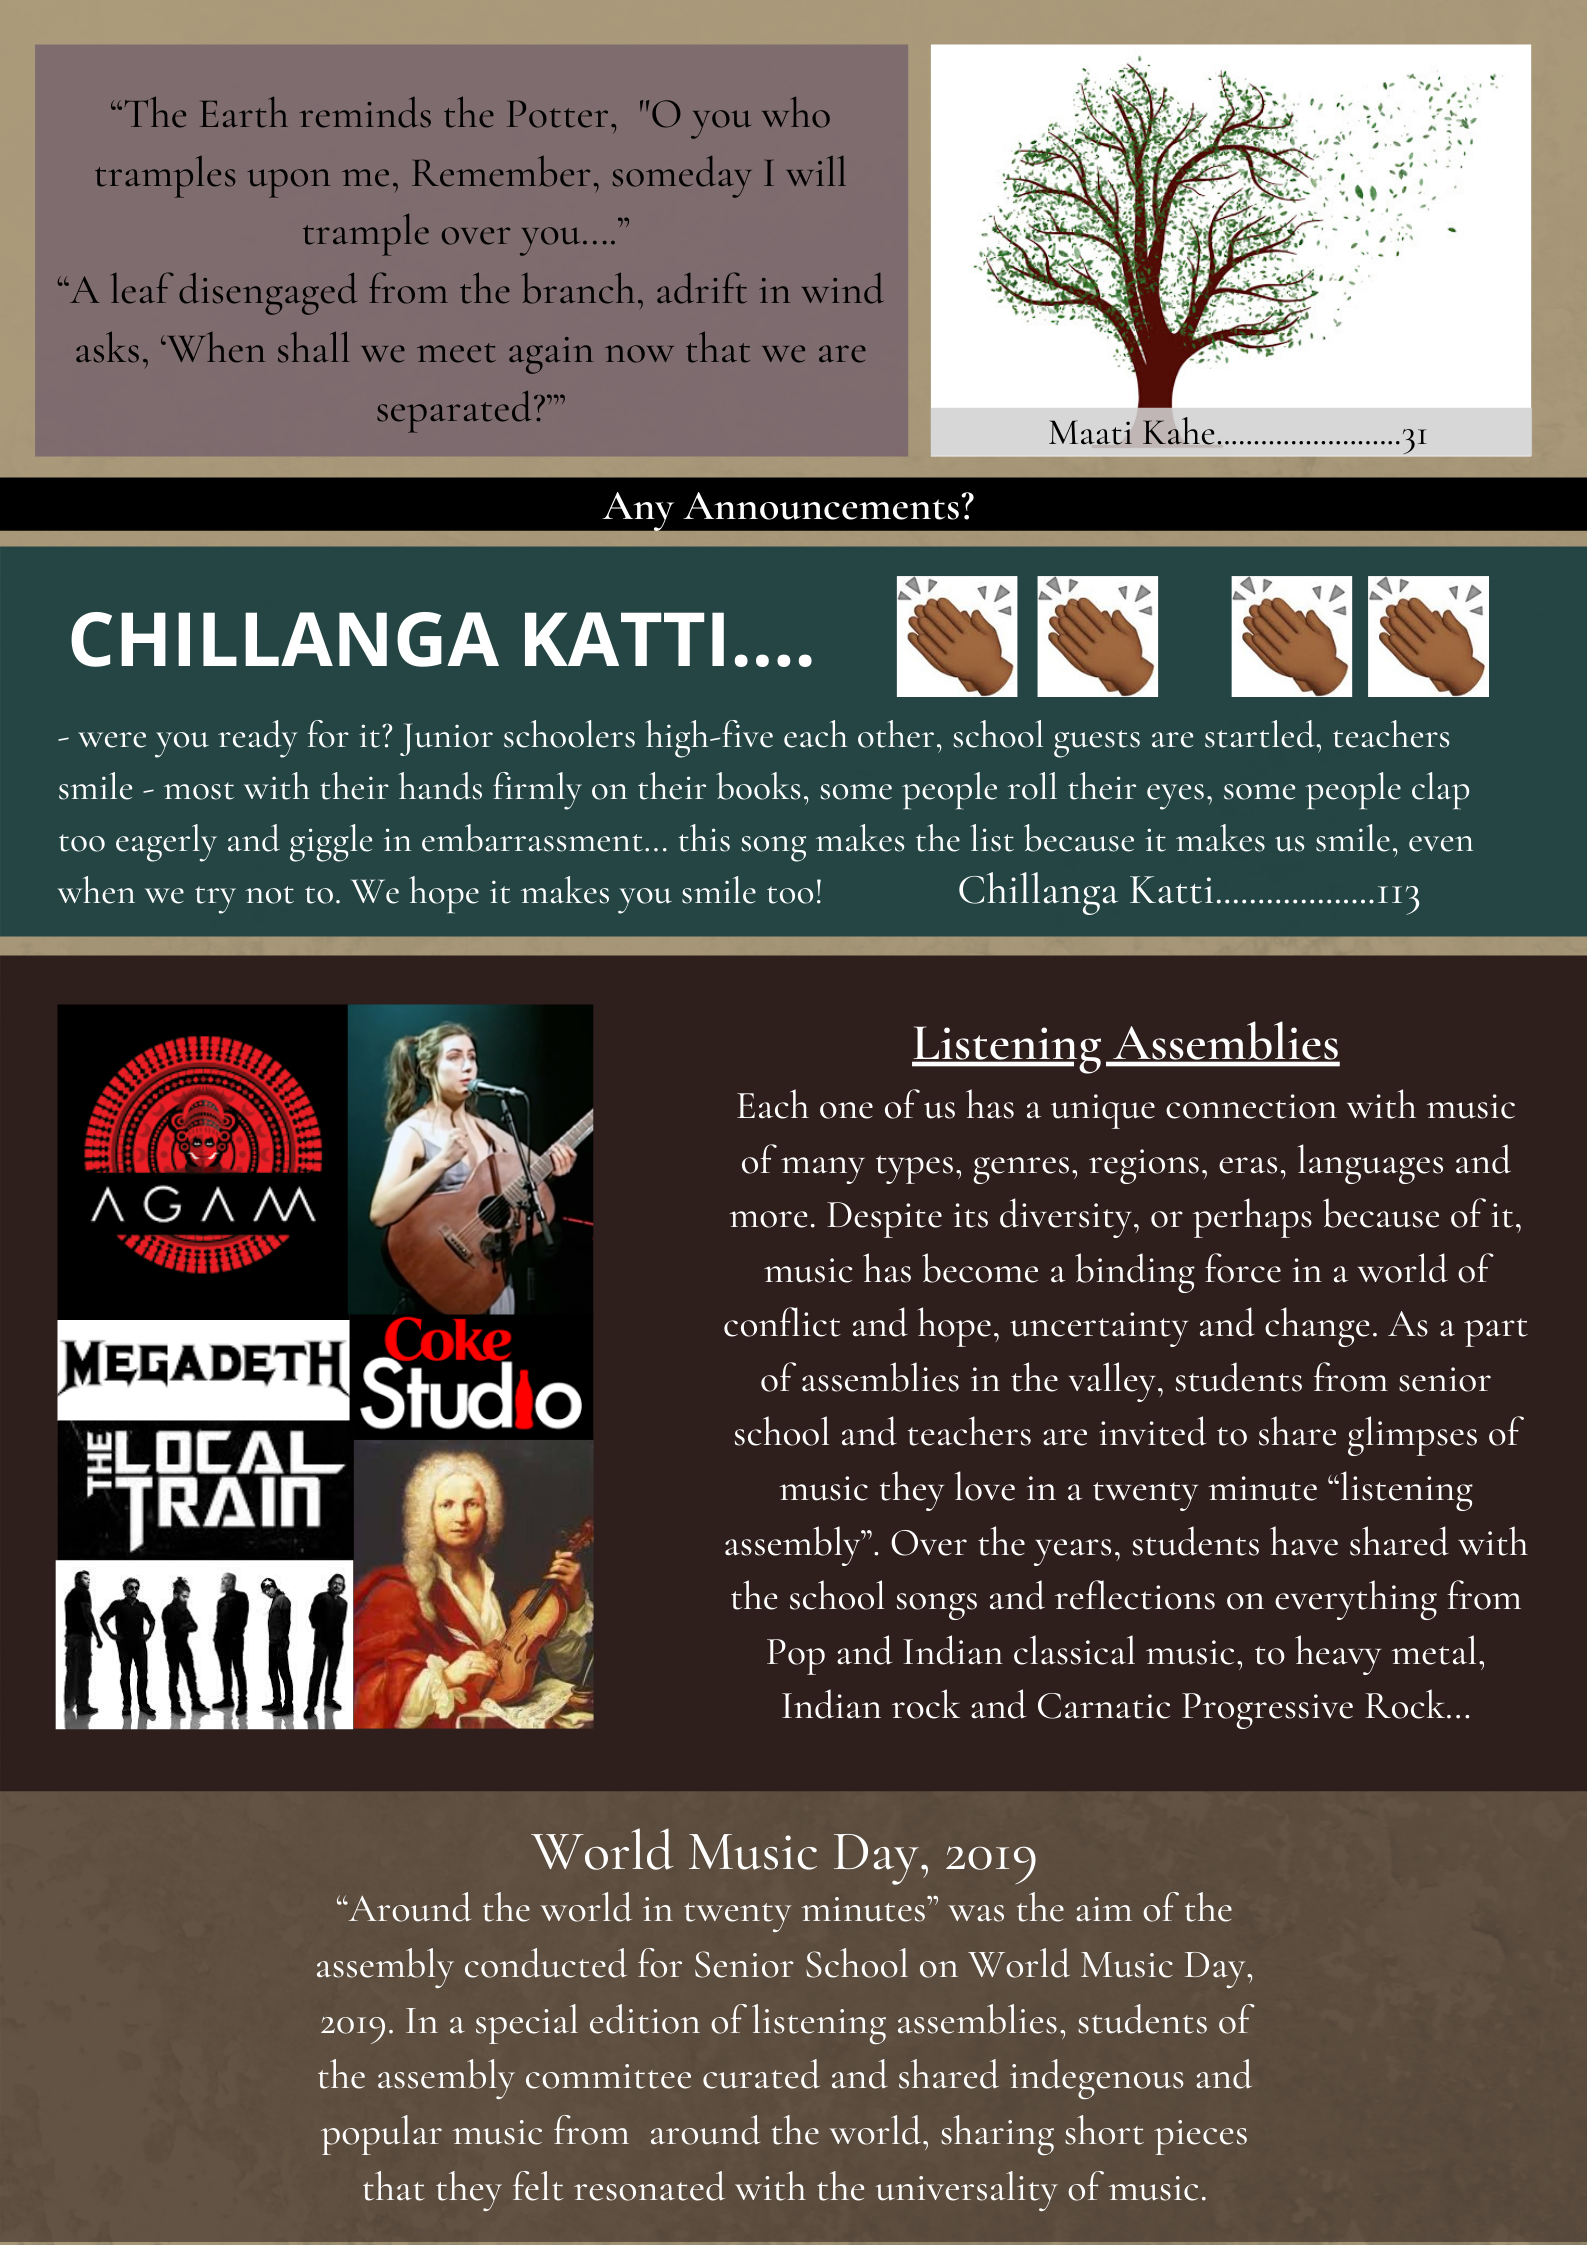 “The Earth reminds the Potter,  "O you who
tramples upon me, Remember, someday I will
trample over you....”
“A leaf disengaged from the branch, adrift in wind
asks, ‘When shall we meet again now that we are
separated?’”
Maati Kahe.........................31
Any Announcements?
CHILLANGA KATTI....
- were you ready for it? Junior schoolers high-five each other, school guests are startled, teachers
smile - most with their hands firmly on their books, some people roll their eyes, some people clap
too eagerly and giggle in embarrassment... this song makes the list because it makes us smile, even
when we try not to. We hope it makes you smile too!
Chillanga Katti...................113
AGAM
MEGADETH
Coke
Studio
THE LOCAL
TRAIN
Listening Assemblies
Each one of us has a unique connection with music
of many types, genres, regions, eras, languages and
more. Despite its diversity, or perhaps because of it,
music has become a binding force in a world of
conflict and hope, uncertainty and change. As a part
of assemblies in the valley, students from senior
school and teachers are invited to share glimpses of
music they love in a twenty minute “listening
assembly”. Over the years, students have shared with
the school songs and reflections on everything from
Pop and Indian classical music, to heavy metal,
Indian rock and Carnatic Progressive Rock...
World Music Day, 2019
“Around the world in twenty minutes” was the aim of the
assembly conducted for Senior School on World Music Day,
2019. In a special edition of listening assemblies, students of
the assembly committee curated and shared indegenous and
popular music from  around the world, sharing short pieces
that they felt resonated with the universality of music.